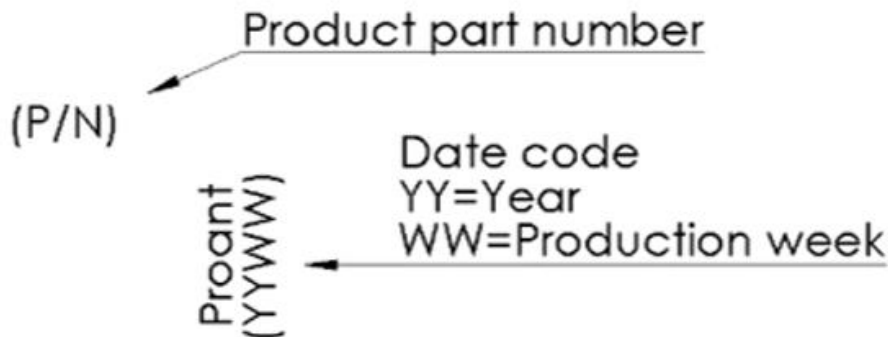 Product part number
(P/N)
Date code
YY=Year
WW=Production week
Proant
(YYWW)